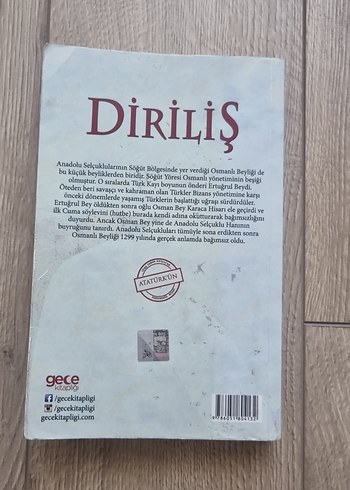 DİRİLİŞ
Anadolu Selçuklularının Söğüt Bölgesinde yer verdiği Osmanlı Beyliği de
bu küçük beyliklerden biridir. Söğüt Yöresi Osmanlı yönetiminin beşiği
olmuştur. O sıralarda Türk Kayı boyunun önderi Ertuğrul Beydi.
Öteden beri savaşçı ve kahraman olan Türkler Bizans yönetimine karşı
önceki dönemlerde yaşamış Türklerin başlattığı uğraşı sürdürdüler.
Ertuğrul Bey öldükten sonra oğlu Osman Bey Karaca Hisarı ele geçirdi ve
ilk Cuma söylevini (hutbe) burada kendi adına okutturarak bağımsızlığını
duyurdu. Ancak Osman Bey yine de Anadolu Selçuklu Hanının
buyruğunu tanırdı. Anadolu Selçukluları tümüyle sona erdikten sonra
Osmanlı Beyliği 1299 yılında gerçek anlamda bağımsız oldu.
ATATÜRK'ÜN
gece
kitaplığı
/gecekitapligi
/gecekitapligi
gecekitapligi.com